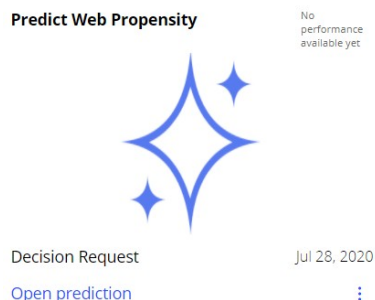 Predict Web Propensity
No
performance
available yet
Decision Request
Jul 28, 2020
Open prediction